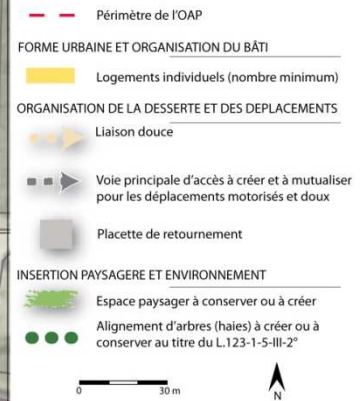 Périmètre de l'OAP
FORME URBAINE ET ORGANISATION DU BÂTI
Logements individuels (nombre minimum)
ORGANISATION DE LA DESSERTE ET DES DEPLACEMENTS
Liaison douce
Voie principale d'accès à créer et à mutualiser
pour les déplacements motorisés et doux
Placette de retournement
INSERTION PAYSAGERE ET ENVIRONNEMENT
Espace paysager à conserver ou à créer
Alignement d'arbres (haies) à créer ou à
conserver au titre du L.123-1-5-III-2°
0 30 m
N